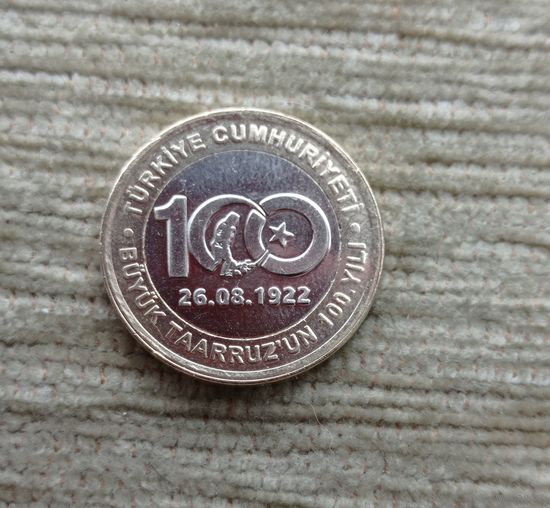 TÜRKİYE CUMHURİYETİ
100
26.08.1922
BÜYÜK TAARRUZ'UN 100. YILI